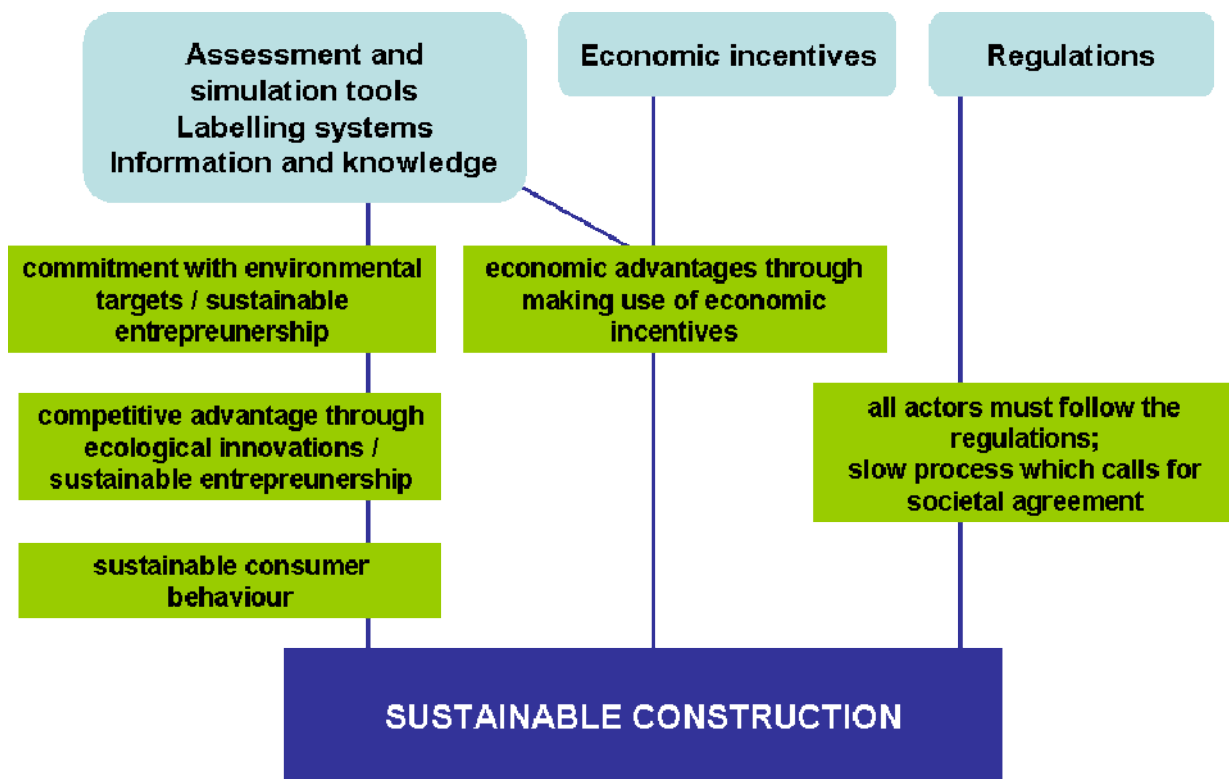 Assessment and
simulation tools
Labelling systems
Information and knowledge
Economic incentives
Regulations
commitment with environmental
targets / sustainable
entrepreunership
economic advantages through
making use of economic
incentives
competitive advantage through
ecological innovations /
sustainable entrepreunership
all actors must follow the
regulations;
slow process which calls for
societal agreement
sustainable consumer
behaviour
SUSTAINABLE CONSTRUCTION